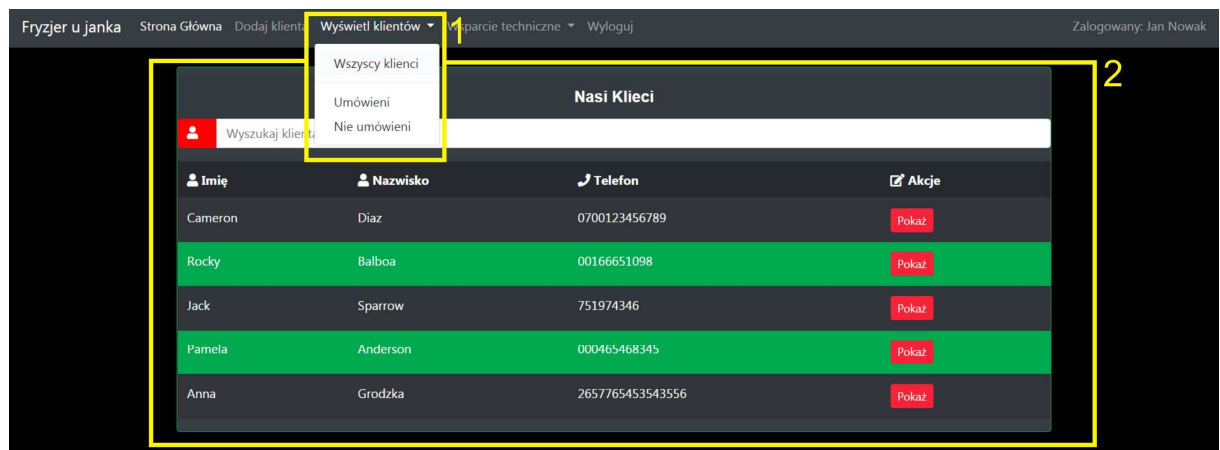 Fryzjer u janka Strona Główna Dodaj klienta Wyświetl klientów 1 Wsparcie techniczne Wyloguj Zalogowany: Jan Nowak
Wszyscy klienci
2
Umówieni
Nie umówieni
Nasi Klieci
Wyszukaj klienta
Imię Nazwisko Telefon Akcje
Cameron Diaz 0700123456789 Pokaż
Rocky Balboa 00166651098 Pokaż
Jack Sparrow 751974346 Pokaż
Pamela Anderson 000465468345 Pokaż
Anna Grodzka 2657765453543556 Pokaż